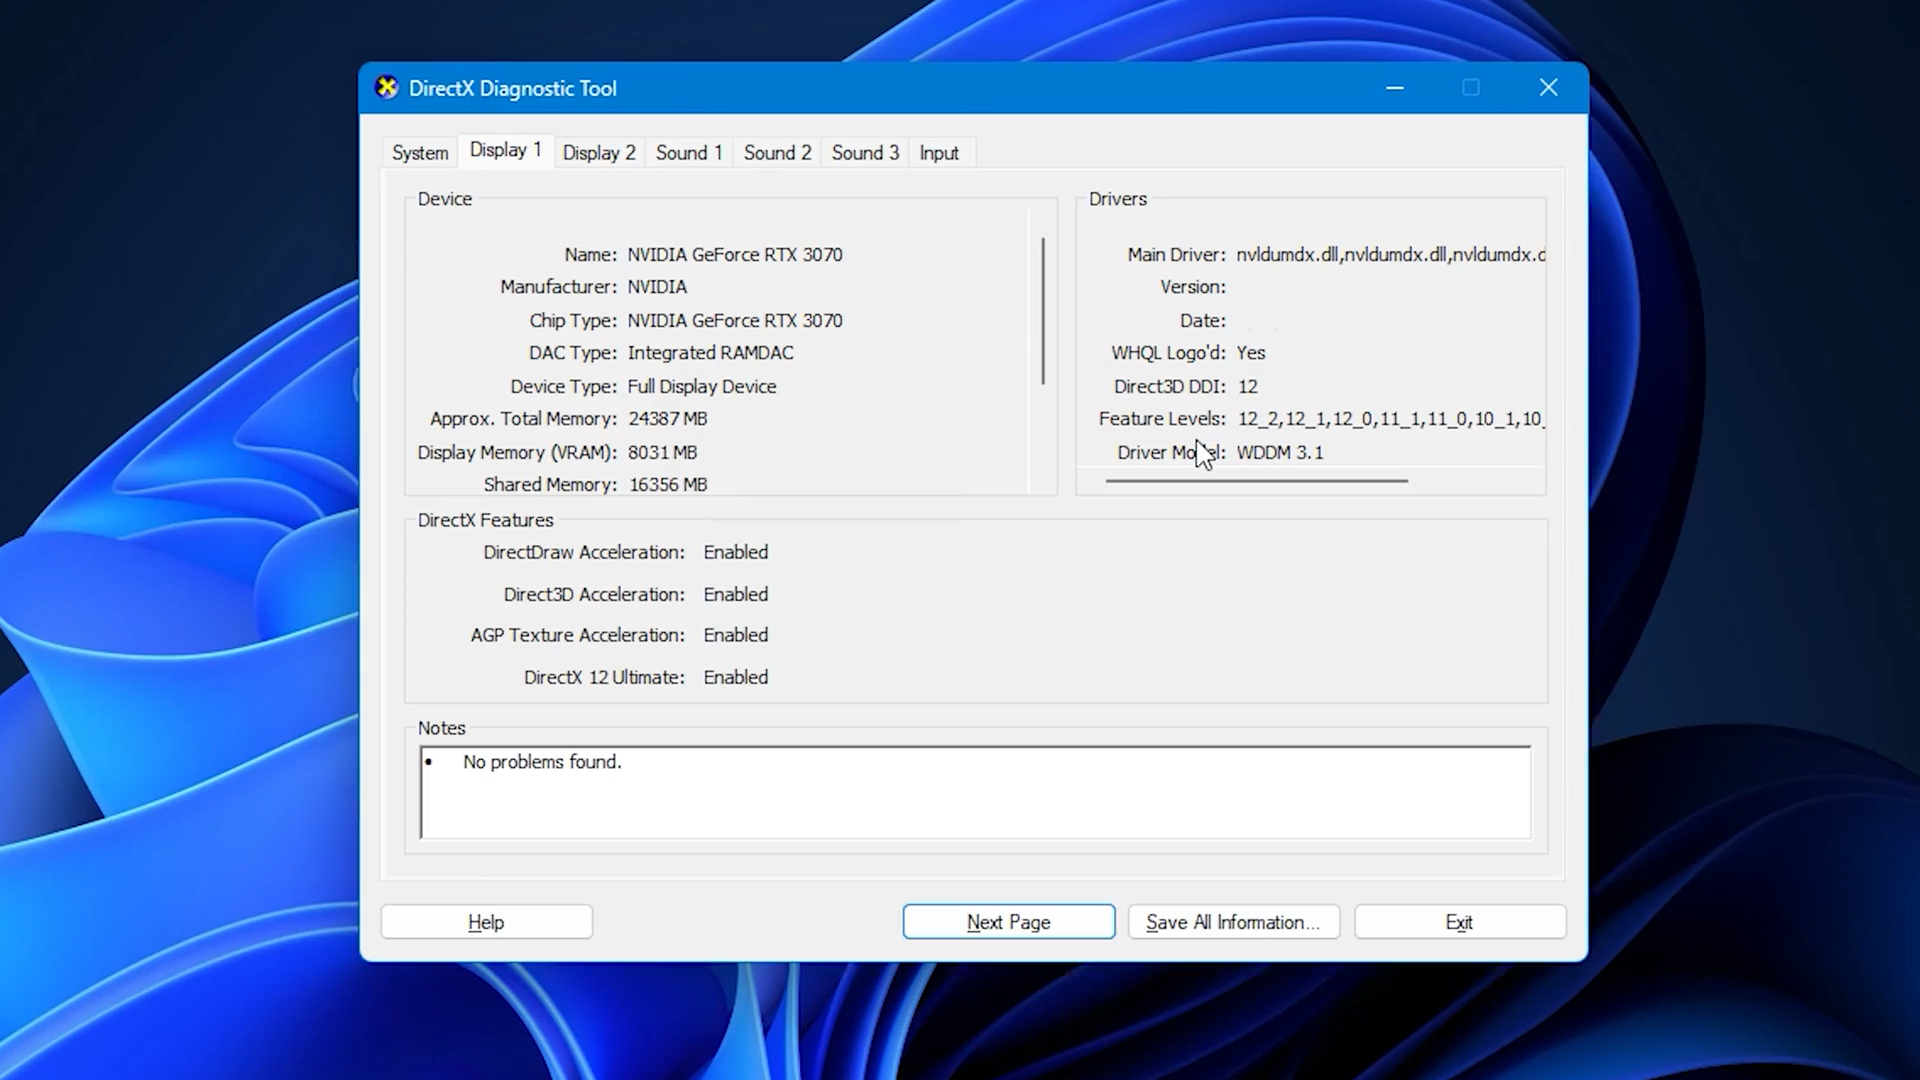 DirectX Diagnostic Tool
System Display 1 Display 2 Sound 1 Sound 2 Sound 3 Input
Device
Name: NVIDIA GeForce RTX 3070
Manufacturer: NVIDIA
Chip Type: NVIDIA GeForce RTX 3070
DAC Type: Integrated RAMDAC
Device Type: Full Display Device
Approx. Total Memory: 24387 MB
Display Memory (VRAM): 8031 MB
Shared Memory: 16356 MB
Drivers
Main Driver: nvldumdx.dll,nvldumdx.dll,nvldumdx.d
Version:
Date:
WHQL Logo'd: Yes
Direct3D DDI: 12
Feature Levels: 12_2,12_1,12_0,11_1,11_0,10_1,10_
Driver Model: WDDM 3.1
DirectX Features
DirectDraw Acceleration: Enabled
Direct3D Acceleration: Enabled
AGP Texture Acceleration: Enabled
DirectX 12 Ultimate: Enabled
Notes
• No problems found.
Help Next Page Save All Information... Exit